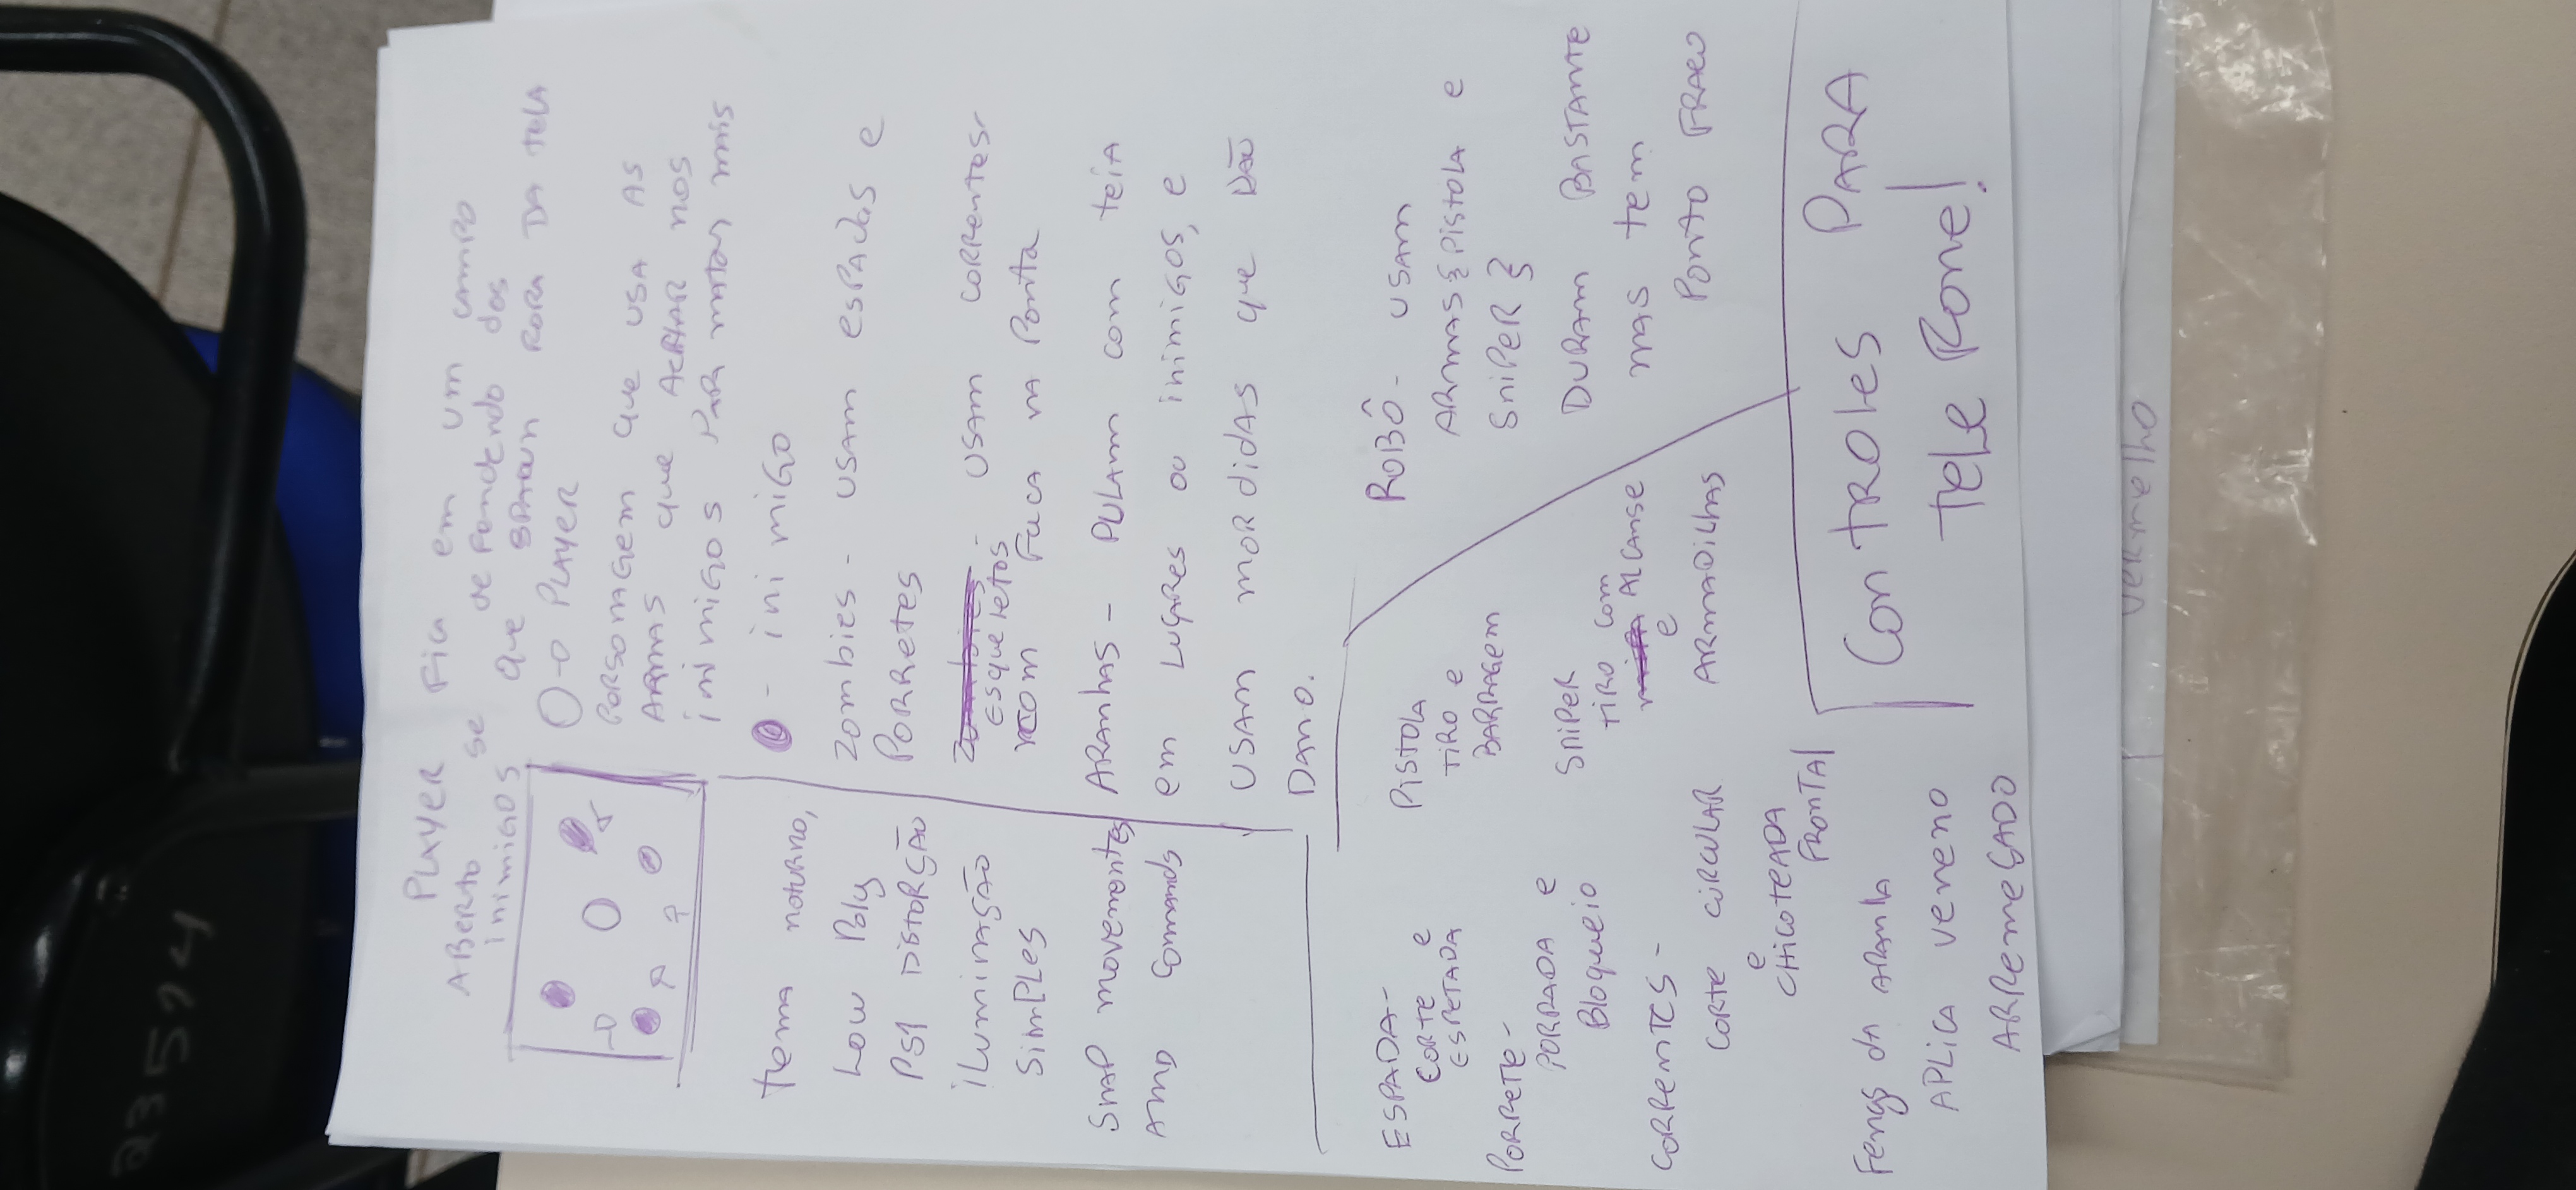 23514
PLAYER FICA em um CAMPO
ABERTO se defendendo dos
inimigos que SPAWN FORA DA TELA
O-O PLAYER
PERSONAGEM que USA AS
ARMAS que ACHAR nos
inimigos PARA matar mais
- inimigo
tema noturno,
Low Poly
PS1 DISTORÇÃO
iluminação
SimPLES
SNAP movementes
AND Commands
zombies - USAM ESPADAS e
PORRETES
Zombies - USAM CORRENTES
ESQUELETOS
com FACA NA Ponta
ARANHAS - PULAM com teia
em LUGARES ou inimigos, e
USAM MORDIDAS que DÃO
DANO.
ESPADA-
CORTE e
ESPETADA
PORRETE-
PORRADA e
Bloqueio
CORRENTES-
CORTE CIRCULAR
e
CHICOTEADA
FRONTAL
Fengs da ARANHA
APLICA veneno
ARREMEÇADO
PISTOLA
TIRO e
BARRAGEM
SNIPER
TIRO com
ALCANSE
e
ARMADILHAS
ROBÔ- USAM
ARMAS { PISTOLA e
SNIPER }
DURAM BASTANTE
mas tem
PONTO FRACO
CONTROLES PARA
teleFone!
vermelho